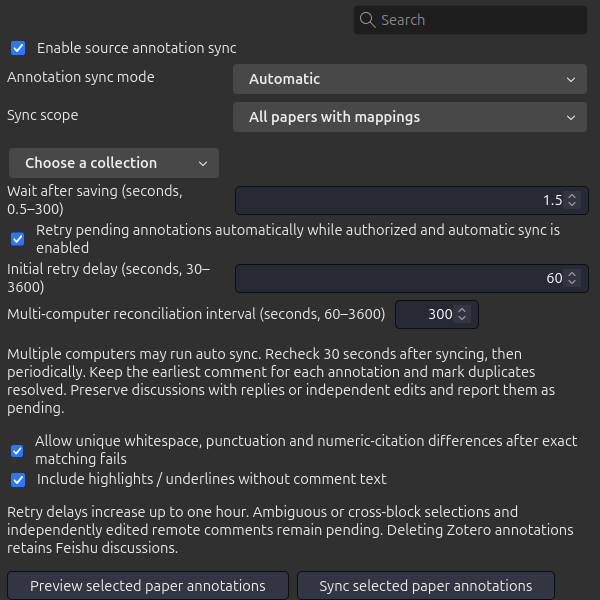 Search
Enable source annotation sync
Annotation sync mode
Automatic
Sync scope
All papers with mappings
Choose a collection
Wait after saving (seconds,
0.5–300)
1.5
Retry pending annotations automatically while authorized and automatic sync is
enabled
Initial retry delay (seconds, 30–
3600)
60
Multi-computer reconciliation interval (seconds, 60–3600)
300
Multiple computers may run auto sync. Recheck 30 seconds after syncing, then
periodically. Keep the earliest comment for each annotation and mark duplicates
resolved. Preserve discussions with replies or independent edits and report them as
pending.
Allow unique whitespace, punctuation and numeric-citation differences after exact
matching fails
Include highlights / underlines without comment text
Retry delays increase up to one hour. Ambiguous or cross-block selections and
independently edited remote comments remain pending. Deleting Zotero annotations
retains Feishu discussions.
Preview selected paper annotations
Sync selected paper annotations